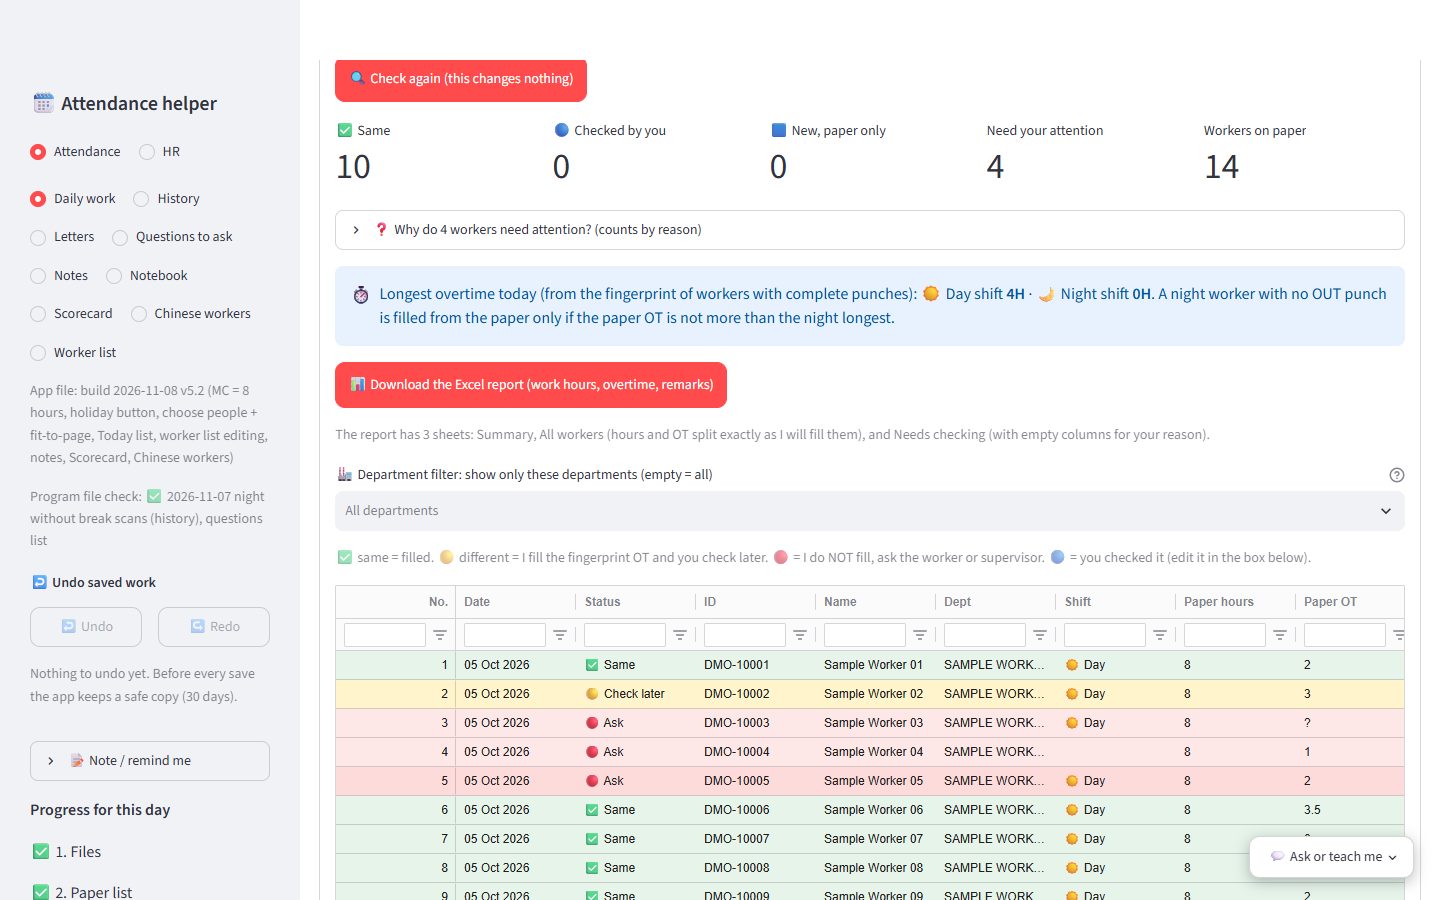 Attendance helper
Attendance HR
Daily work History
Letters Questions to ask
Notes Notebook
Scorecard Chinese workers
Worker list
App file: build 2026-11-08 v5.2 (MC = 8
hours, holiday button, choose people +
fit-to-page, Today list, worker list editing,
notes, Scorecard, Chinese workers)
Program file check: 2026-11-07 night
without break scans (history), questions
list
Undo saved work
Undo Redo
Nothing to undo yet. Before every save
the app keeps a safe copy (30 days).
Note / remind me
Progress for this day
1. Files
2. Paper list
Check again (this changes nothing)
Same Checked by you New, paper only Need your attention Workers on paper
10 0 0 4 14
Why do 4 workers need attention? (counts by reason)
Longest overtime today (from the fingerprint of workers with complete punches): Day shift 4H · Night shift 0H. A night worker with no OUT punch
is filled from the paper only if the paper OT is not more than the night longest.
Download the Excel report (work hours, overtime, remarks)
The report has 3 sheets: Summary, All workers (hours and OT split exactly as I will fill them), and Needs checking (with empty columns for your reason).
Department filter: show only these departments (empty = all)
All departments
same = filled. different = I fill the fingerprint OT and you check later. = I do NOT fill, ask the worker or supervisor. = you checked it (edit it in the box below).
No. Date Status ID Name Dept Shift Paper hours Paper OT
1 05 Oct 2026 Same DMO-10001 Sample Worker 01 SAMPLE WORK... Day 8 2
2 05 Oct 2026 Check later DMO-10002 Sample Worker 02 SAMPLE WORK... Day 8 3
3 05 Oct 2026 Ask DMO-10003 Sample Worker 03 SAMPLE WORK... Day 8 ?
4 05 Oct 2026 Ask DMO-10004 Sample Worker 04 SAMPLE WORK... 8 1
5 05 Oct 2026 Ask DMO-10005 Sample Worker 05 SAMPLE WORK... Day 8 2
6 05 Oct 2026 Same DMO-10006 Sample Worker 06 SAMPLE WORK... Day 8 3.5
7 05 Oct 2026 Same DMO-10007 Sample Worker 07 SAMPLE WORK... Day 8
8 05 Oct 2026 Same DMO-10008 Sample Worker 08 SAMPLE WORK... Day 8
9 05 Oct 2026 Same DMO-10009 Sample Worker 09 SAMPLE WORK... Day 8 2
Ask or teach me